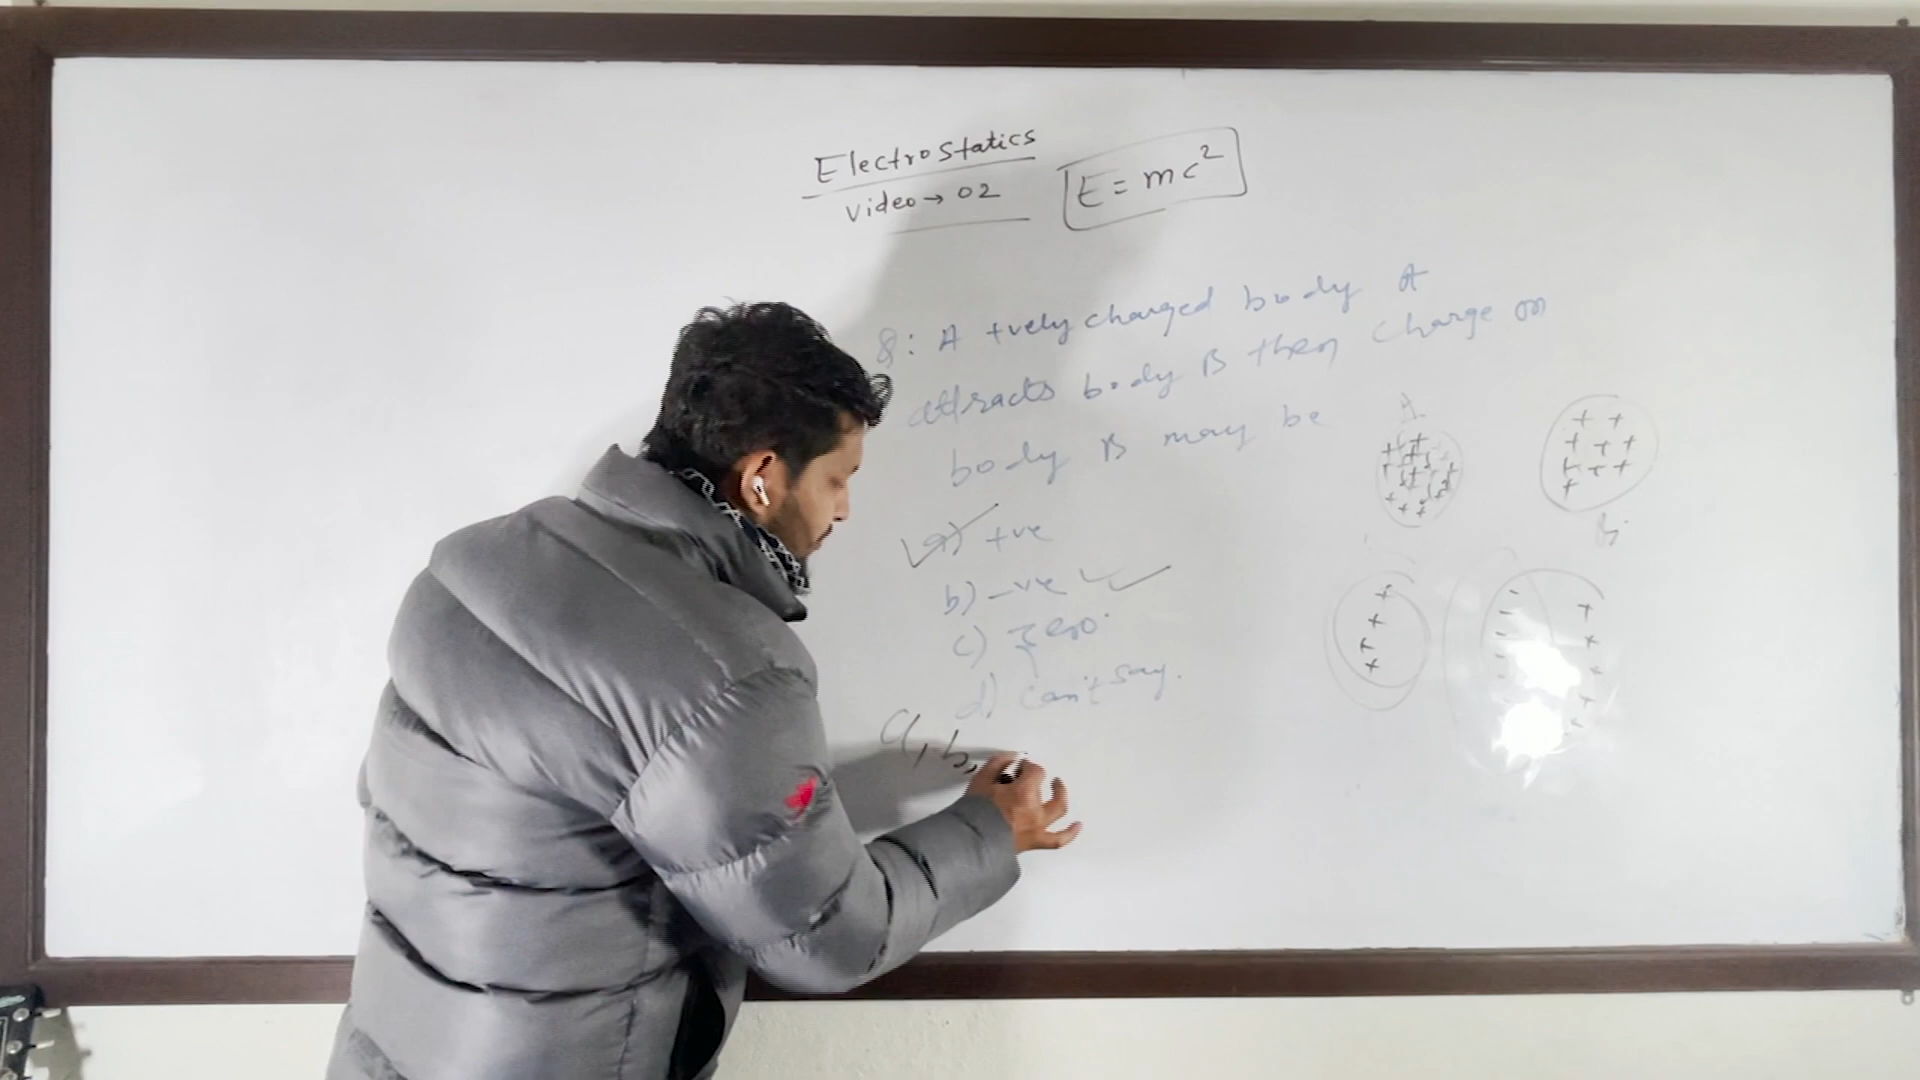 Electrostatics
Video → 02
E = mc²
Q: A +vely charged body A
attracts body B then charge on
body B may be
a) +ve
b) -ve
c) zero.
d) can't say.
a, b,
A
+ + + + + + + +
B
+
+
+
+
-
-
-
-
+
+
+
+
+